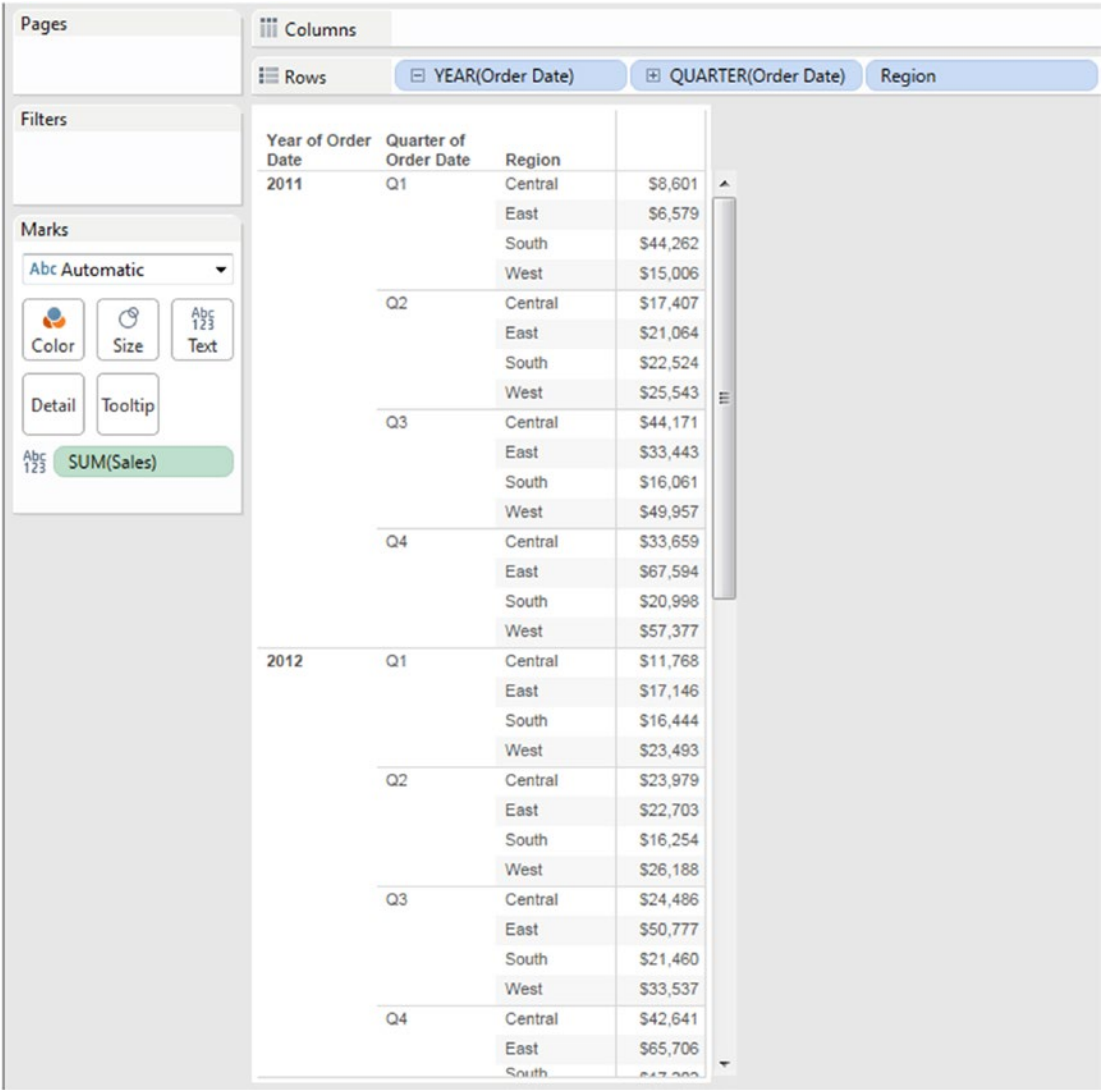 Pages
Columns
Rows YEAR(Order Date) QUARTER(Order Date) Region
Filters
Marks
Abc Automatic
Color Size Abc 123 Text
Detail Tooltip
Abc 123 SUM(Sales)
Year of Order Date Quarter of Order Date Region
2011 Q1 Central $8,601
East $6,579
South $44,262
West $15,006
Q2 Central $17,407
East $21,064
South $22,524
West $25,543
Q3 Central $44,171
East $33,443
South $16,061
West $49,957
Q4 Central $33,659
East $67,594
South $20,998
West $57,377
2012 Q1 Central $11,768
East $17,146
South $16,444
West $23,493
Q2 Central $23,979
East $22,703
South $16,254
West $26,188
Q3 Central $24,486
East $50,777
South $21,460
West $33,537
Q4 Central $42,641
East $65,706
South